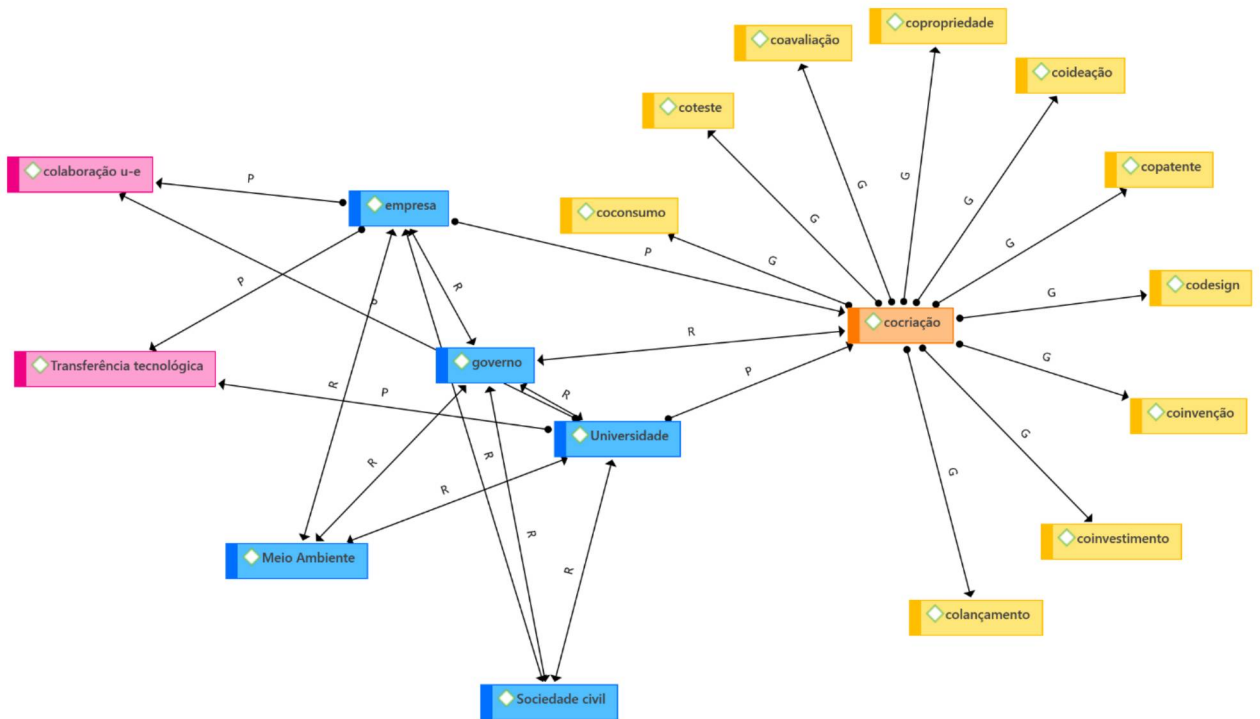 copropriedade
coavaliação
coideação
coteste
G
G
G
copatente
colaboração u-e
P
G
G
empresa
coconsumo
G
G
P
G
codesign
P
R
P
G
cocriação
R
G
governo
Transferência tecnológica
P
R
P
R
coinvenção
Universidade
G
R
R
R
G
R
coinvestimento
Meio Ambiente
R
colançamento
Sociedade civil